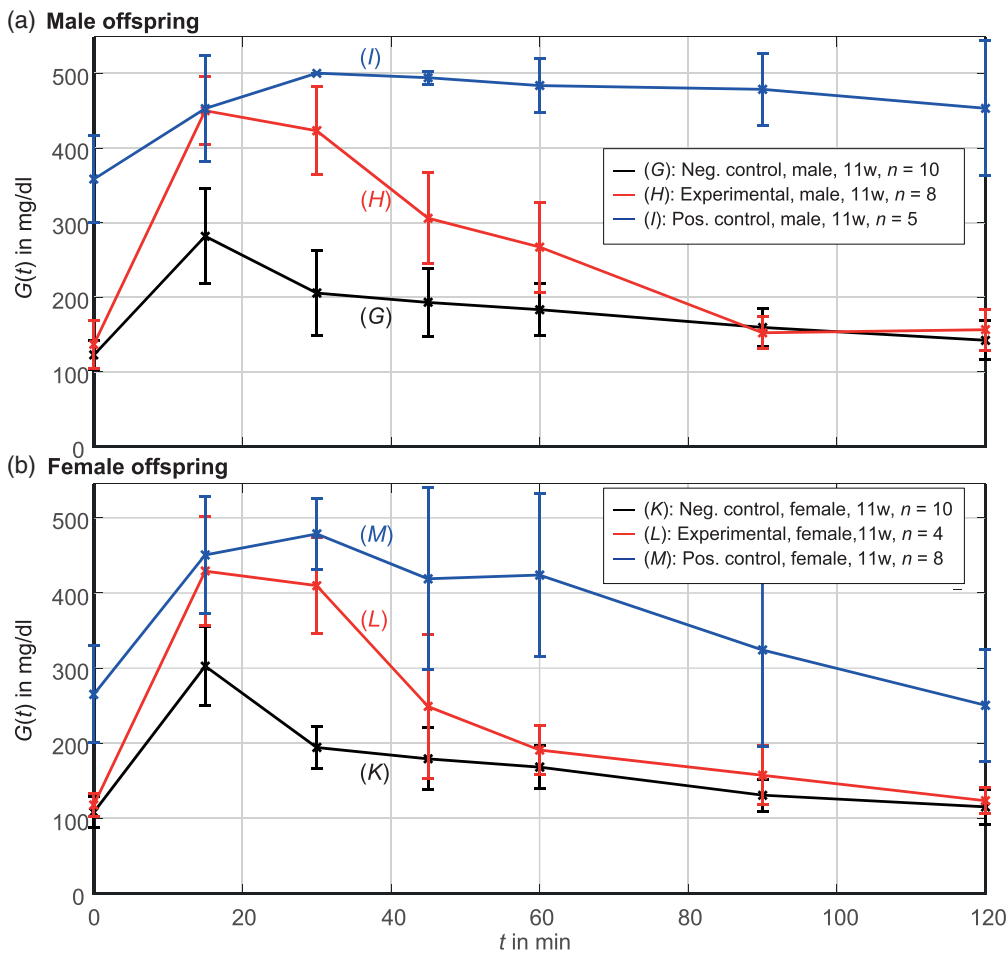 (a) Male offspring
500
400
300
200
100
0
G(t) in mg/dl
(I)
(H)
(G)
(G): Neg. control, male, 11w, n = 10
(H): Experimental, male, 11w, n = 8
(I): Pos. control, male, 11w, n = 5
(b) Female offspring
500
400
300
200
100
0
G(t) in mg/dl
(M)
(L)
(K)
(K): Neg. control, female, 11w, n = 10
(L): Experimental, female,11w, n = 4
(M): Pos. control, female, 11w, n = 8
0 20 40 60 80 100 120
t in min